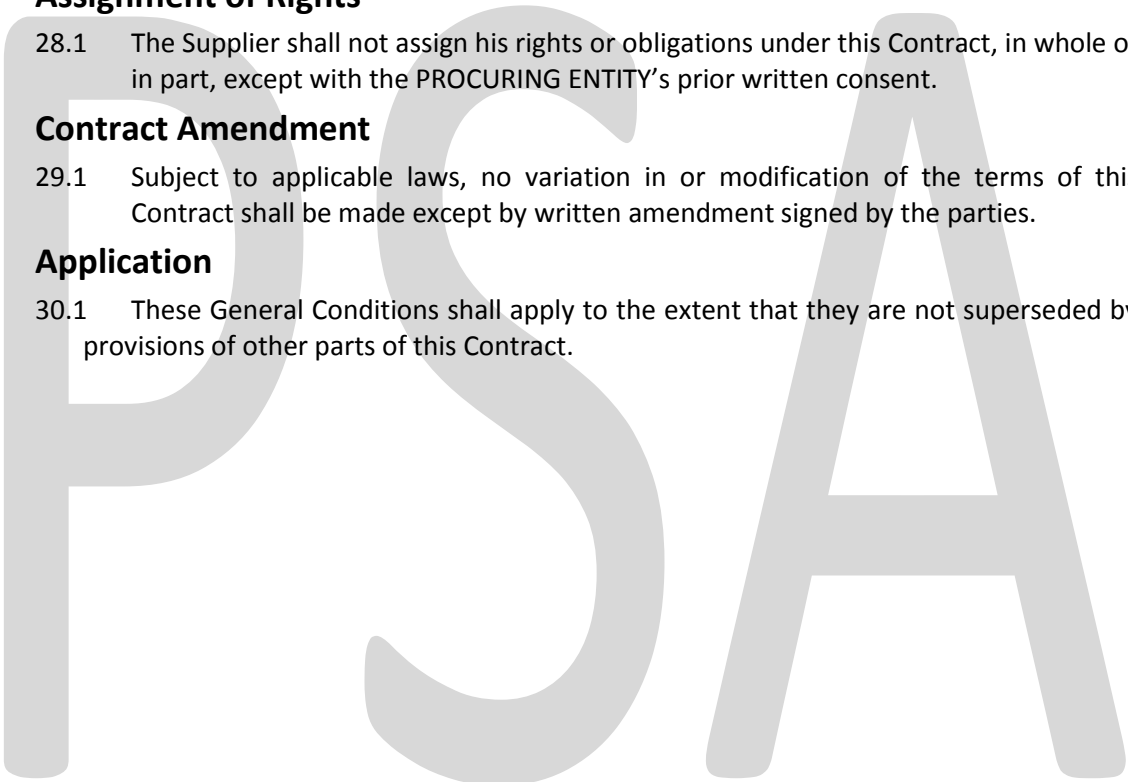 Assignment of Rights
28.1 The Supplier shall not assign his rights or obligations under this Contract, in whole o
in part, except with the PROCURING ENTITY’s prior written consent.
Contract Amendment
29.1 Subject to applicable laws, no variation in or modification of the terms of thi
Contract shall be made except by written amendment signed by the parties.
Application
30.1 These General Conditions shall apply to the extent that they are not superseded by
provisions of other parts of this Contract.
PSA